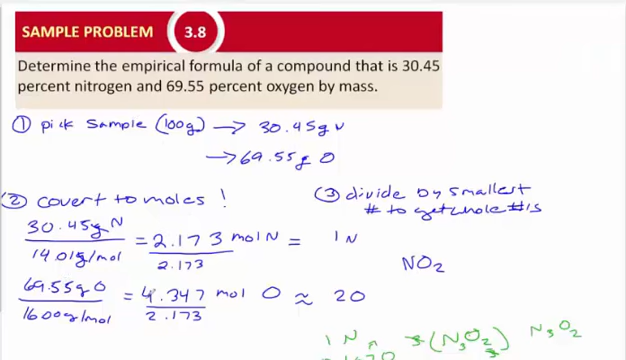 SAMPLE PROBLEM 3.8
Determine the empirical formula of a compound that is 30.45
percent nitrogen and 69.55 percent oxygen by mass.
① pick sample (100g) → 30.45g N
→ 69.55g O
② covert to moles !
30.45g N
14.01g/mol
= 2.173 mol N = 1 N
2.173
69.55g O
16.00g/mol
= 4.347 mol O ≈ 2 O
2.173
③ divide by smallest
# to get whole #'s
NO2
1 N
(N3O2)
N3O2